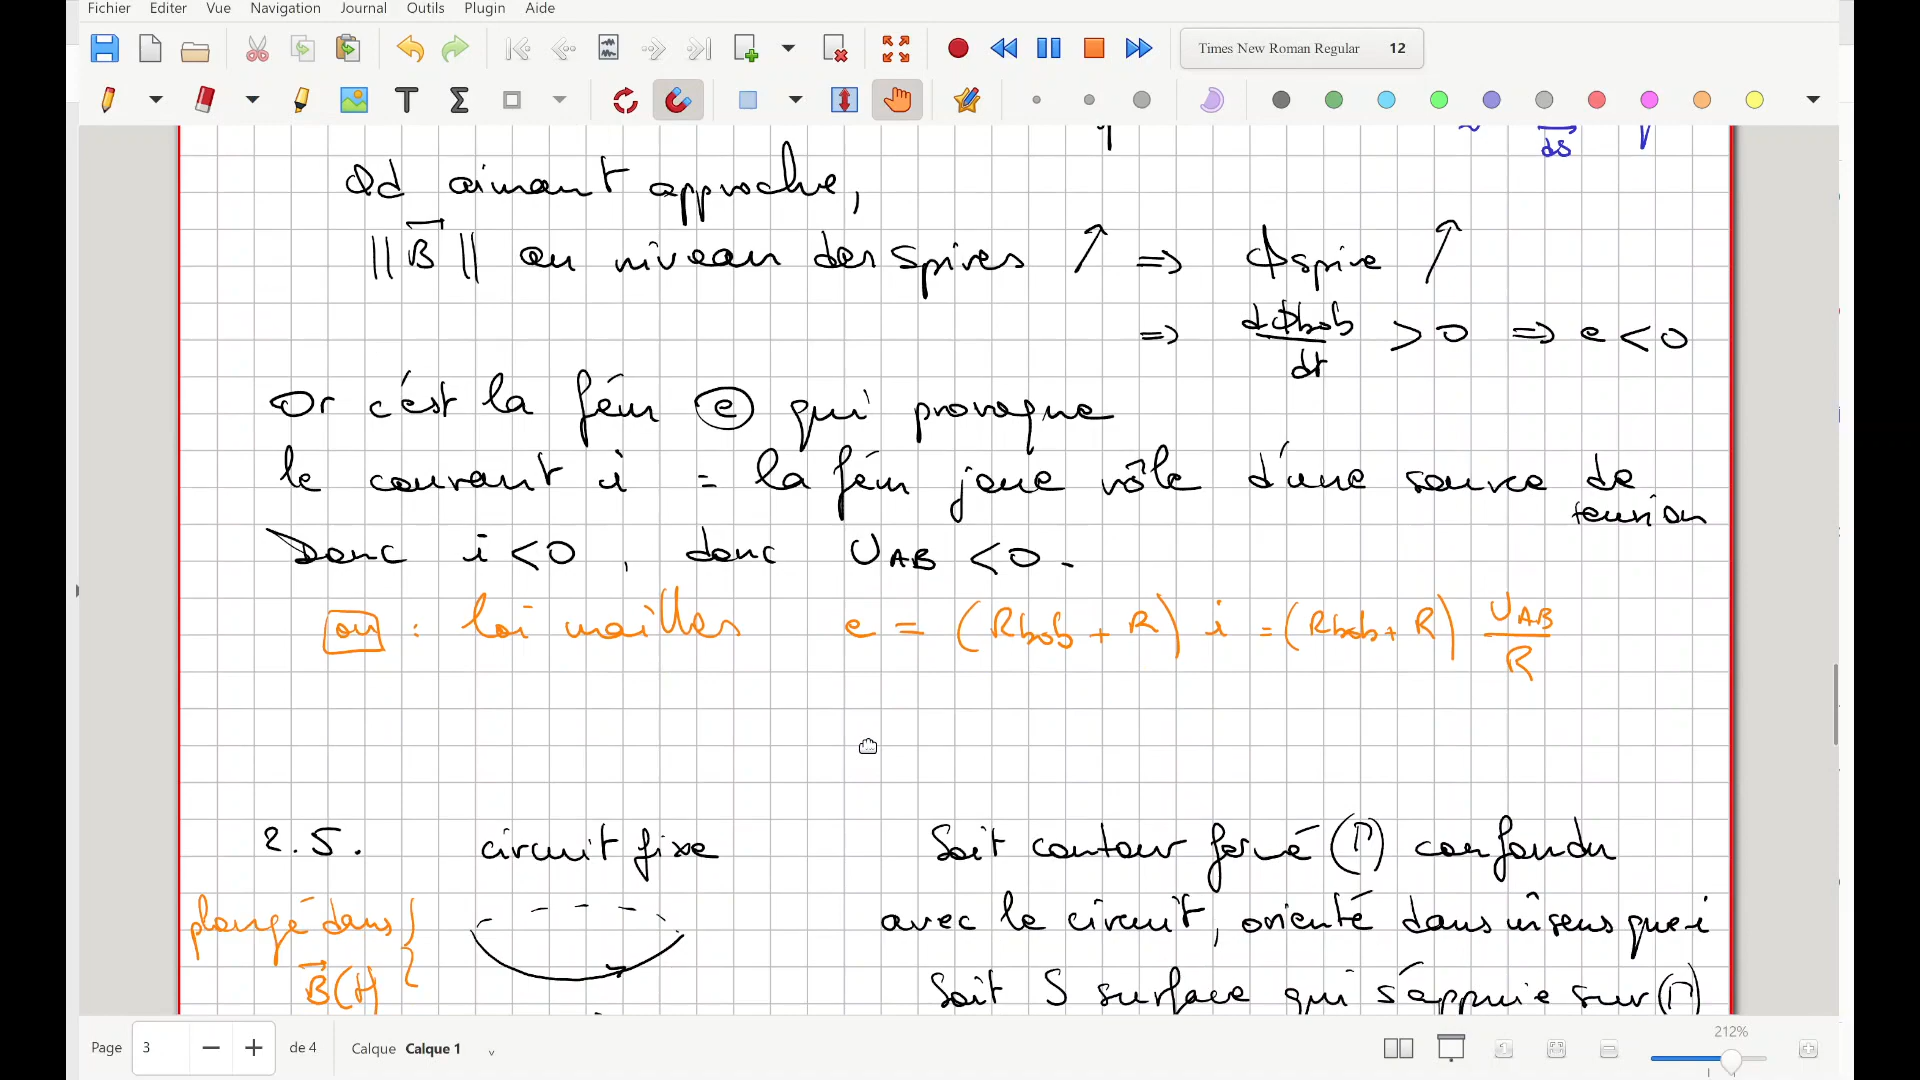 Fichier Editer Vue Navigation Journal Outils Plugin Aide
Times New Roman Regular 12
ds
Qd aimant approche,
||B|| au niveau des spires ↗ => Φspire ↗
=> dΦbob/dt > 0 => e < 0
Or c'est la fém e qui provoque
le courant i = la fém joue rôle d'une source de tension
Donc i < 0, donc UAB < 0.
ou : loi mailles e = (Rbob + R) i = (Rbob + R) UAB/R
2.5. circuit fixe Soit contour fermé (Γ) confondu
plongé dans B(t)
avec le circuit, orienté dans m̂ sens que i
Soit S surface qui s'appuie sur (Γ)
Page 3 de 4 Calque Calque 1
212%